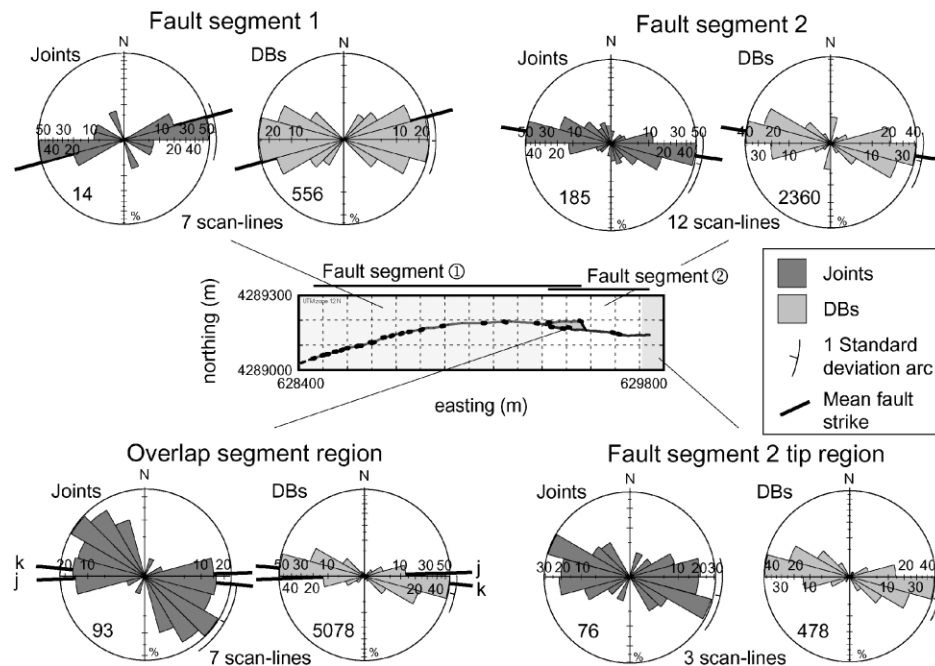 Fault segment 1
Fault segment 2
Joints
N
DBs
N
Joints
N
DBs
N
50 30 10 10 30 50
40 20 20 40
20 10 10 20
50 30 10 20 40
40 20 10 30 50
40 20 20 40
30 10 10 30
14
556
185
2360
%
%
%
%
7 scan-lines
12 scan-lines
Fault segment ①
Fault segment ②
4289300
4289000
northing (m)
628400
629800
easting (m)
Joints
DBs
1 Standard
deviation arc
Mean fault
strike
Overlap segment region
Fault segment 2 tip region
Joints
N
DBs
N
Joints
N
DBs
N
k
j
20 10 10 20
50 30 10 10 30 50
40 20 20 40
j
k
30 20 10 10 20 30
40 20 20 40
30 10 10 30
93
5078
76
478
%
%
%
%
7 scan-lines
3 scan-lines